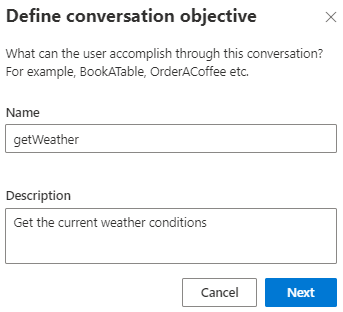 Define conversation objective
What can the user accomplish through this conversation?
For example, BookATable, OrderACoffee etc.
Name
getWeather
Description
Get the current weather conditions
Cancel
Next